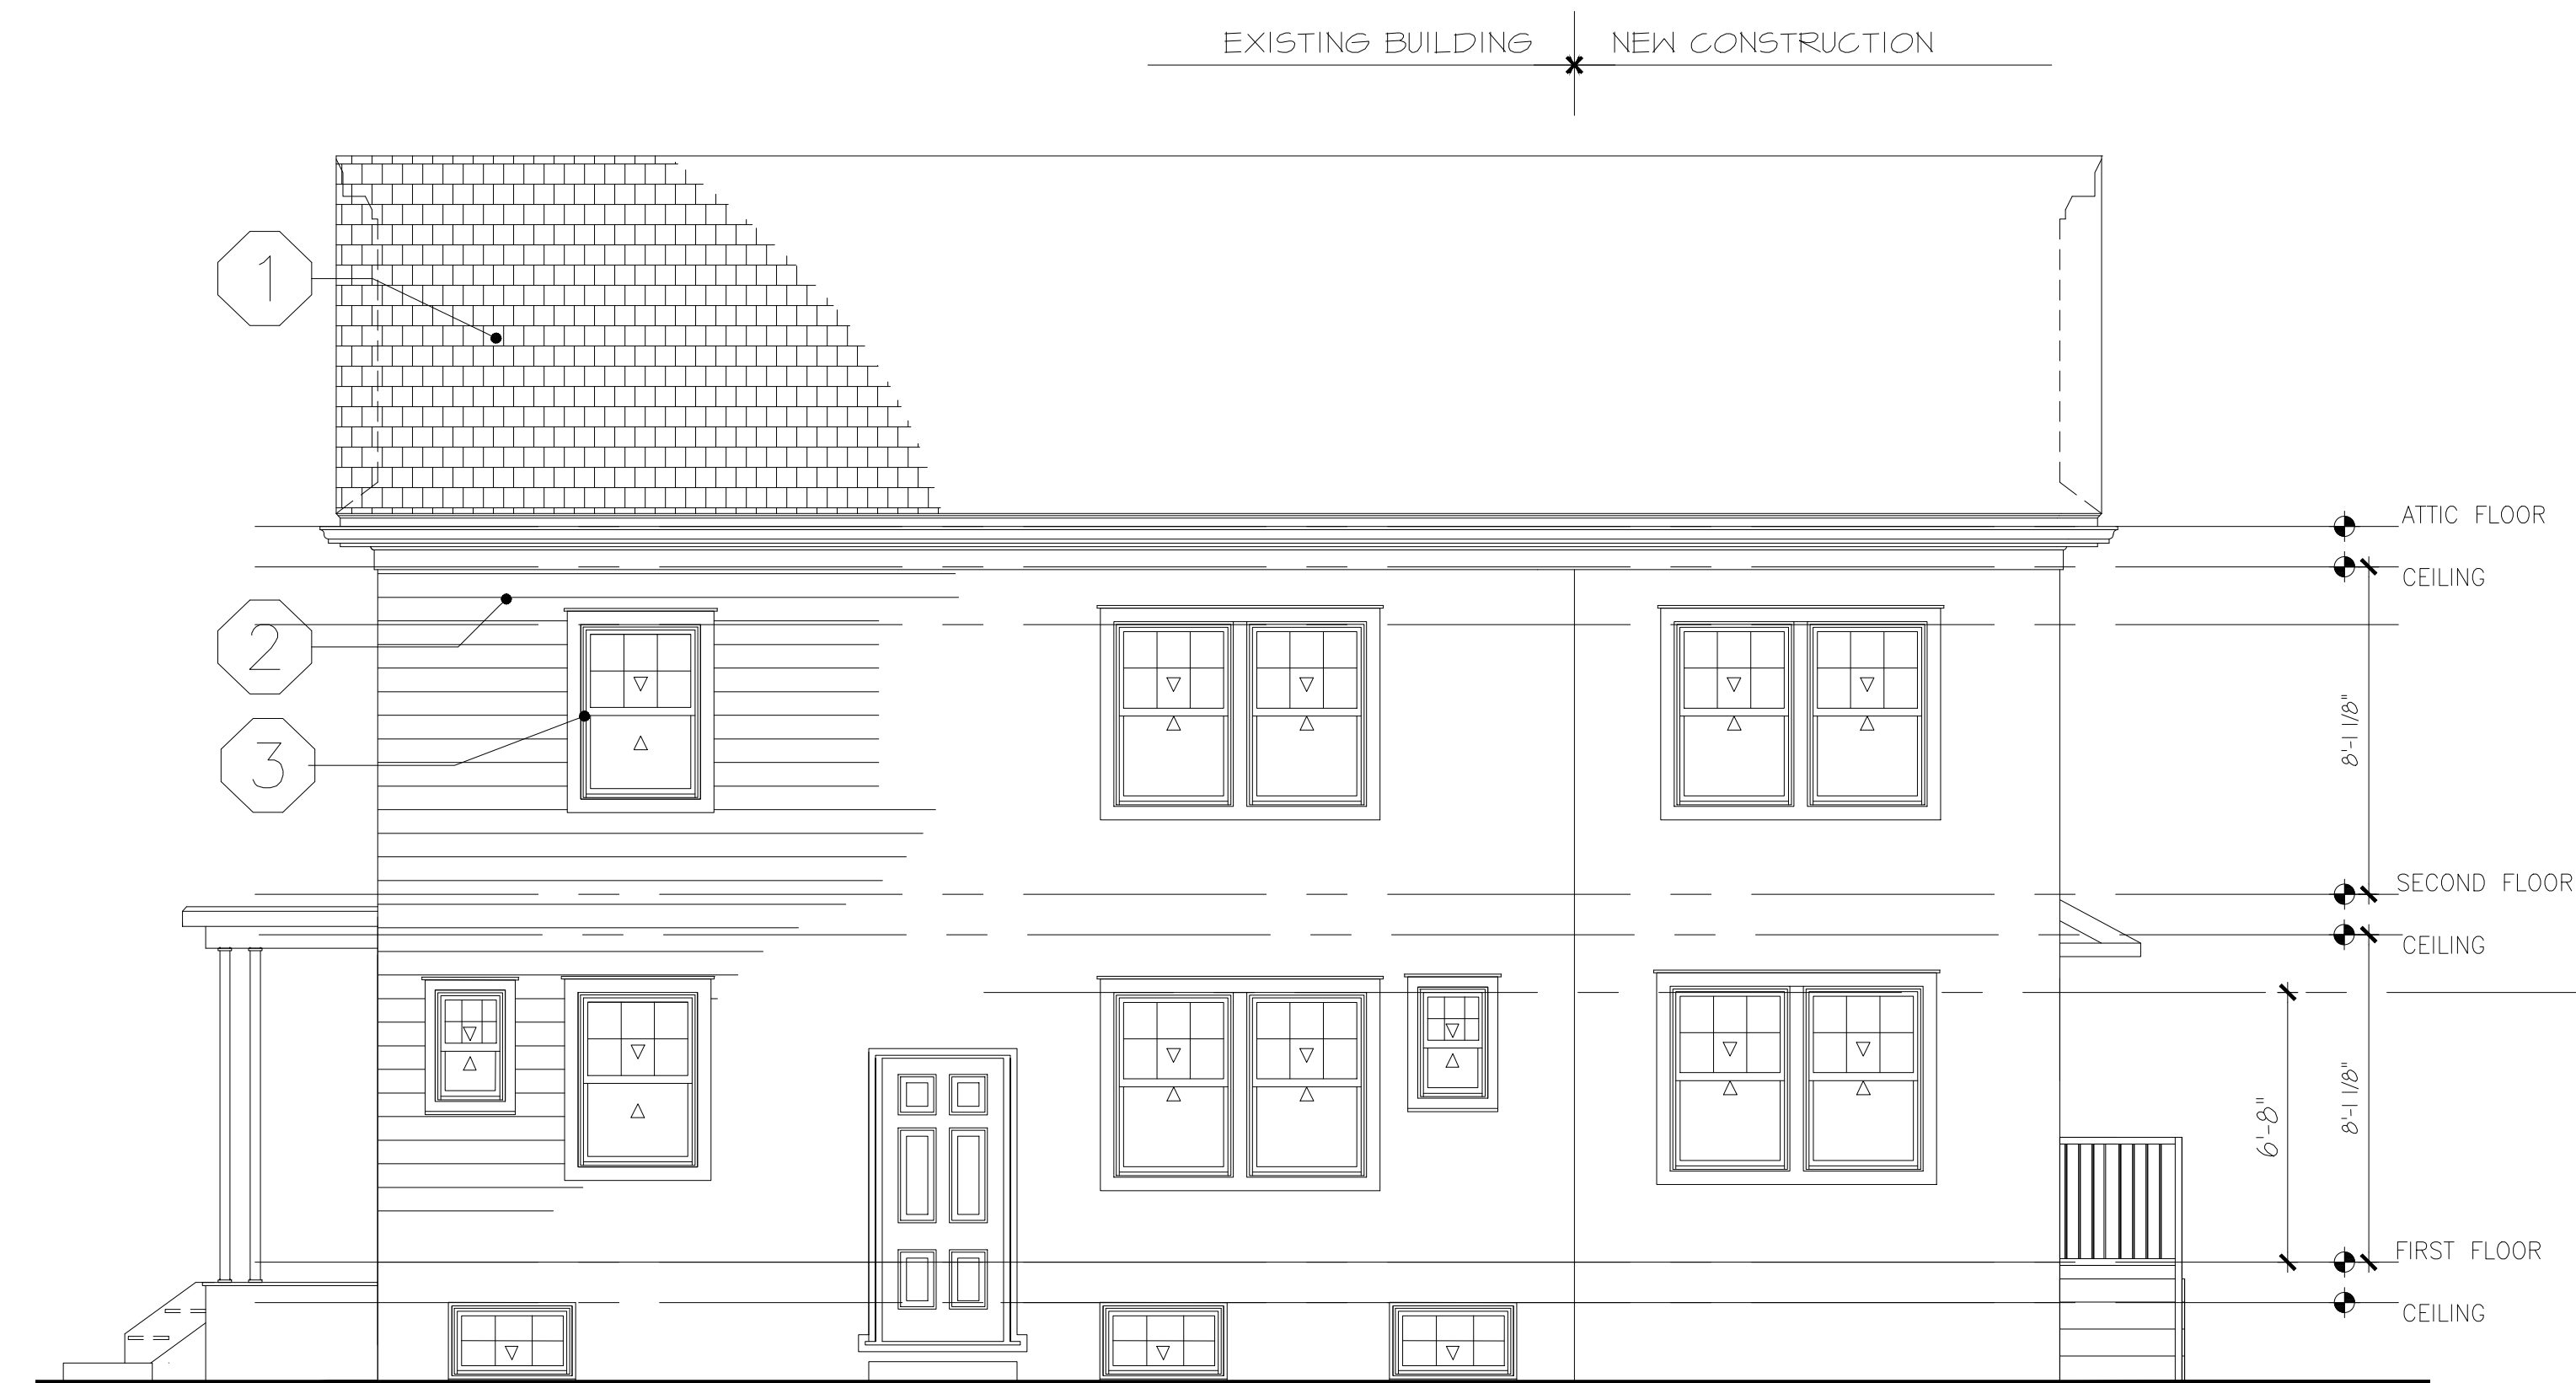 EXISTING BUILDING
NEW CONSTRUCTION
1
ATTIC FLOOR
CEILING
2
3
8'-1 1/8"
SECOND FLOOR
CEILING
6'-8"
8'-1 1/8"
FIRST FLOOR
CEILING